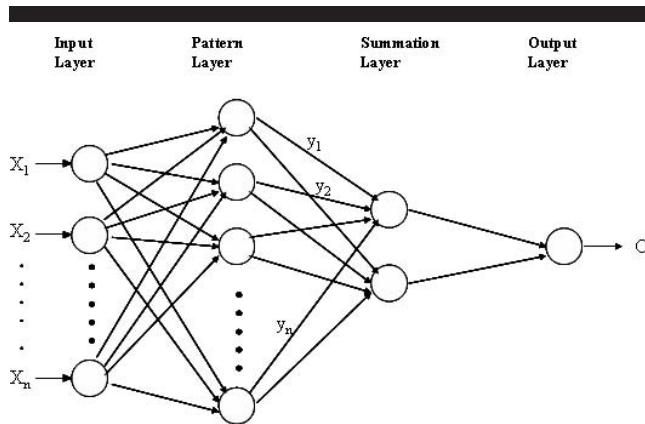 Input Layer
Pattern Layer
Summation Layer
Output Layer
y₁
X₁
y₂
X₂
O
yₙ
Xₙ